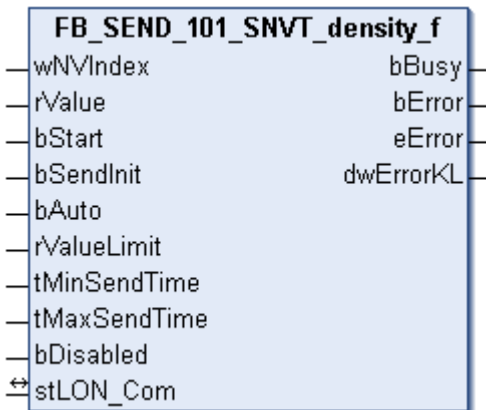 FB_SEND_101_SNVT_density_f
wNVIndex bBusy
rValue bError
bStart eError
bSendInit dwErrorKL
bAuto
rValueLimit
tMinSendTime
tMaxSendTime
bDisabled
stLON_Com